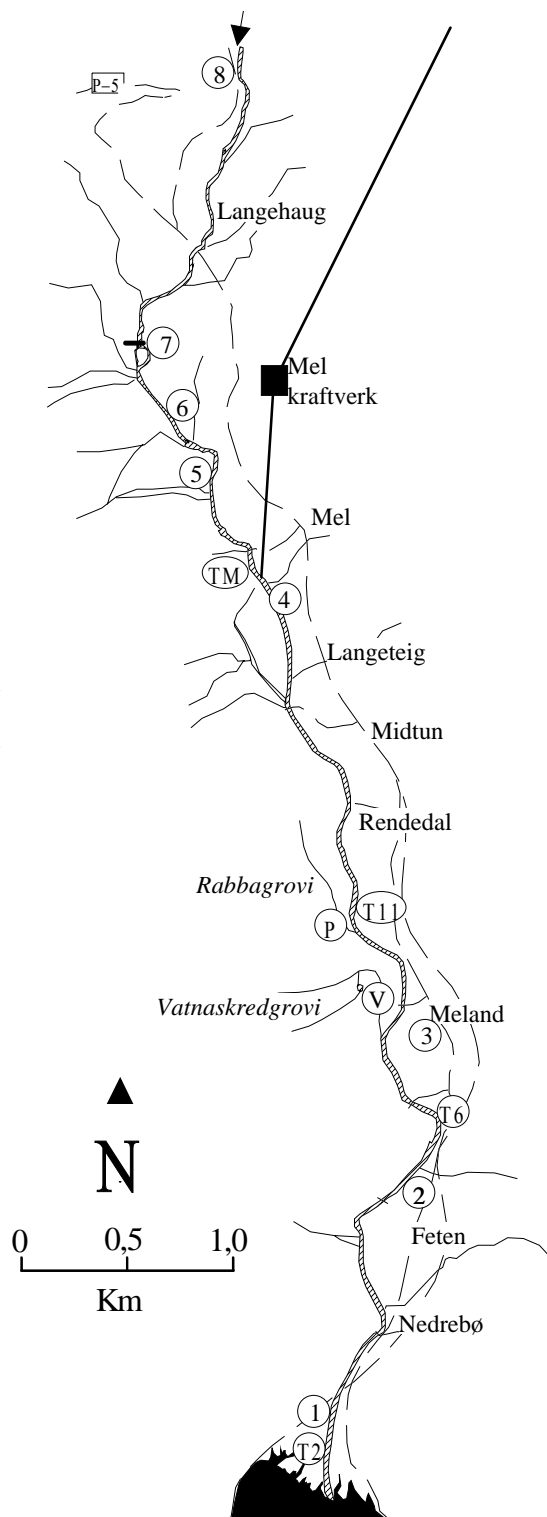 8
P-5
Langehaug
7
Mel
kraftverk
6
5
Mel
TM
4
Langeteig
Midtun
Rendedal
Rabbagrovi
T11
P
V
Vatnaskredgrovi
Meland
3
T6
N
2
0 0,5 1,0
Feten
Km
Nedrebø
1
T2